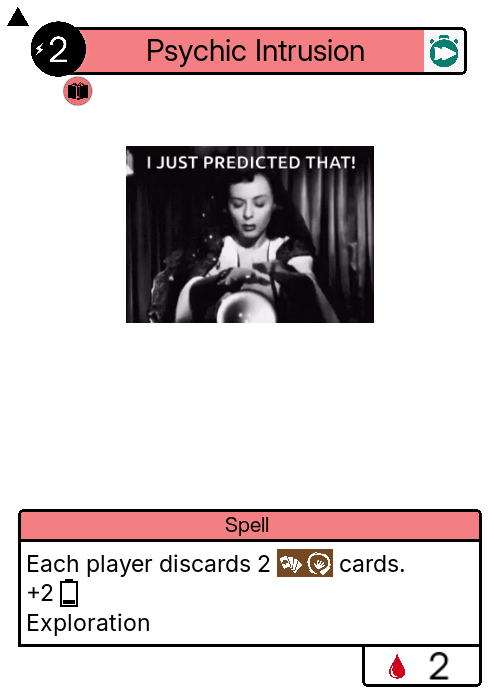 2
Psychic Intrusion
I JUST PREDICTED THAT!
Spell
Each player discards 2 cards.
+2
Exploration
2